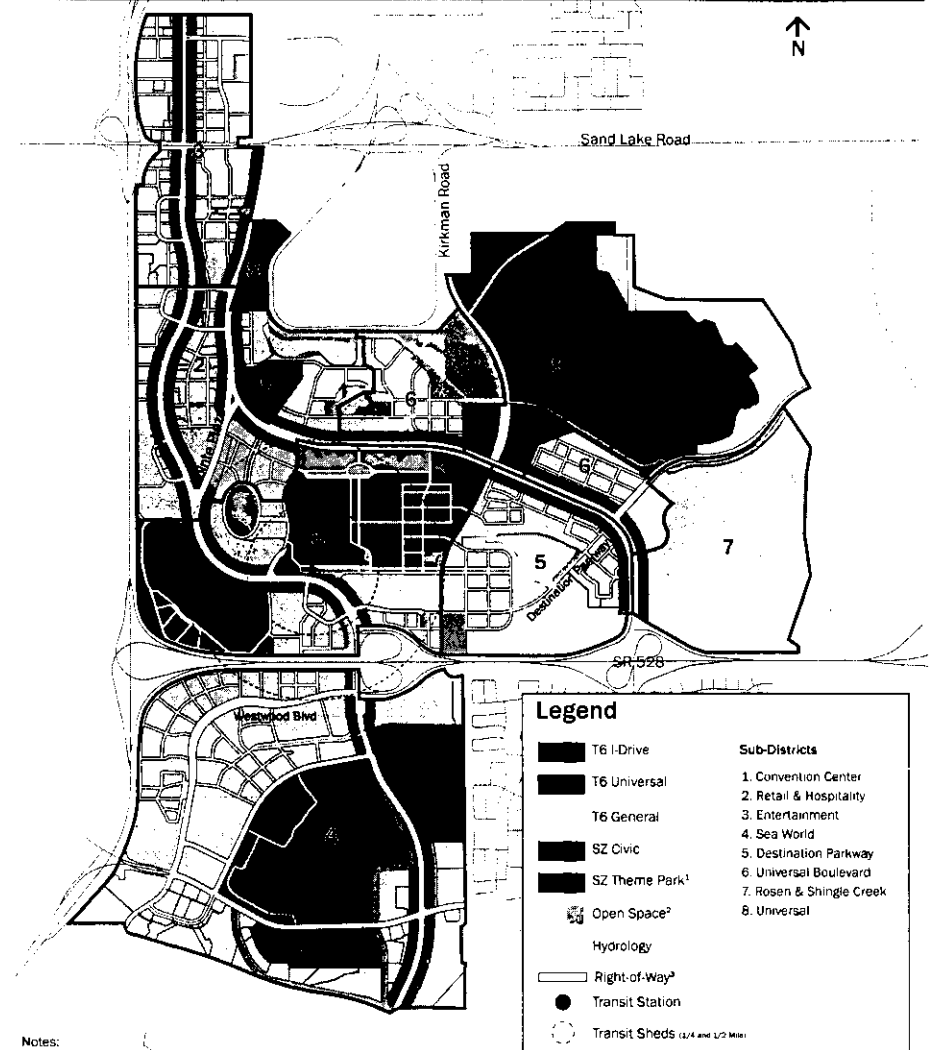 N
Sand Lake Road
Kirkman Road
3
2
6
6
5
7
Destination Parkway
SR 528
Westwood Blvd
4
Legend
T6 I-Drive
T6 Universal
T6 General
SZ Civic
SZ Theme Park¹
Open Space²
Hydrology
Right-of-Way³
Transit Station
Transit Sheds (1/4 and 1/2 Mile)
Sub-Districts
1. Convention Center
2. Retail & Hospitality
3. Entertainment
4. Sea World
5. Destination Parkway
6. Universal Boulevard
7. Rosen & Shingle Creek
8. Universal
Notes: